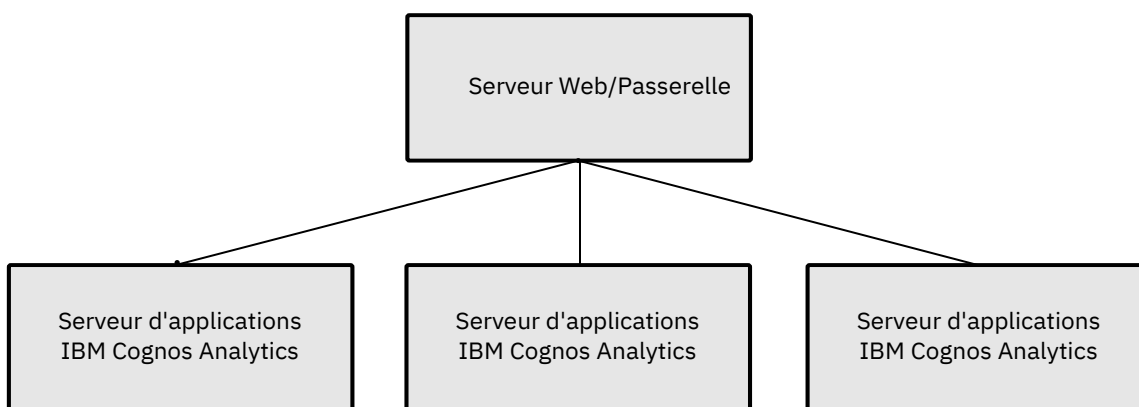 Serveur Web/Passerelle
Serveur d'applications
IBM Cognos Analytics
Serveur d'applications
IBM Cognos Analytics
Serveur d'applications
IBM Cognos Analytics